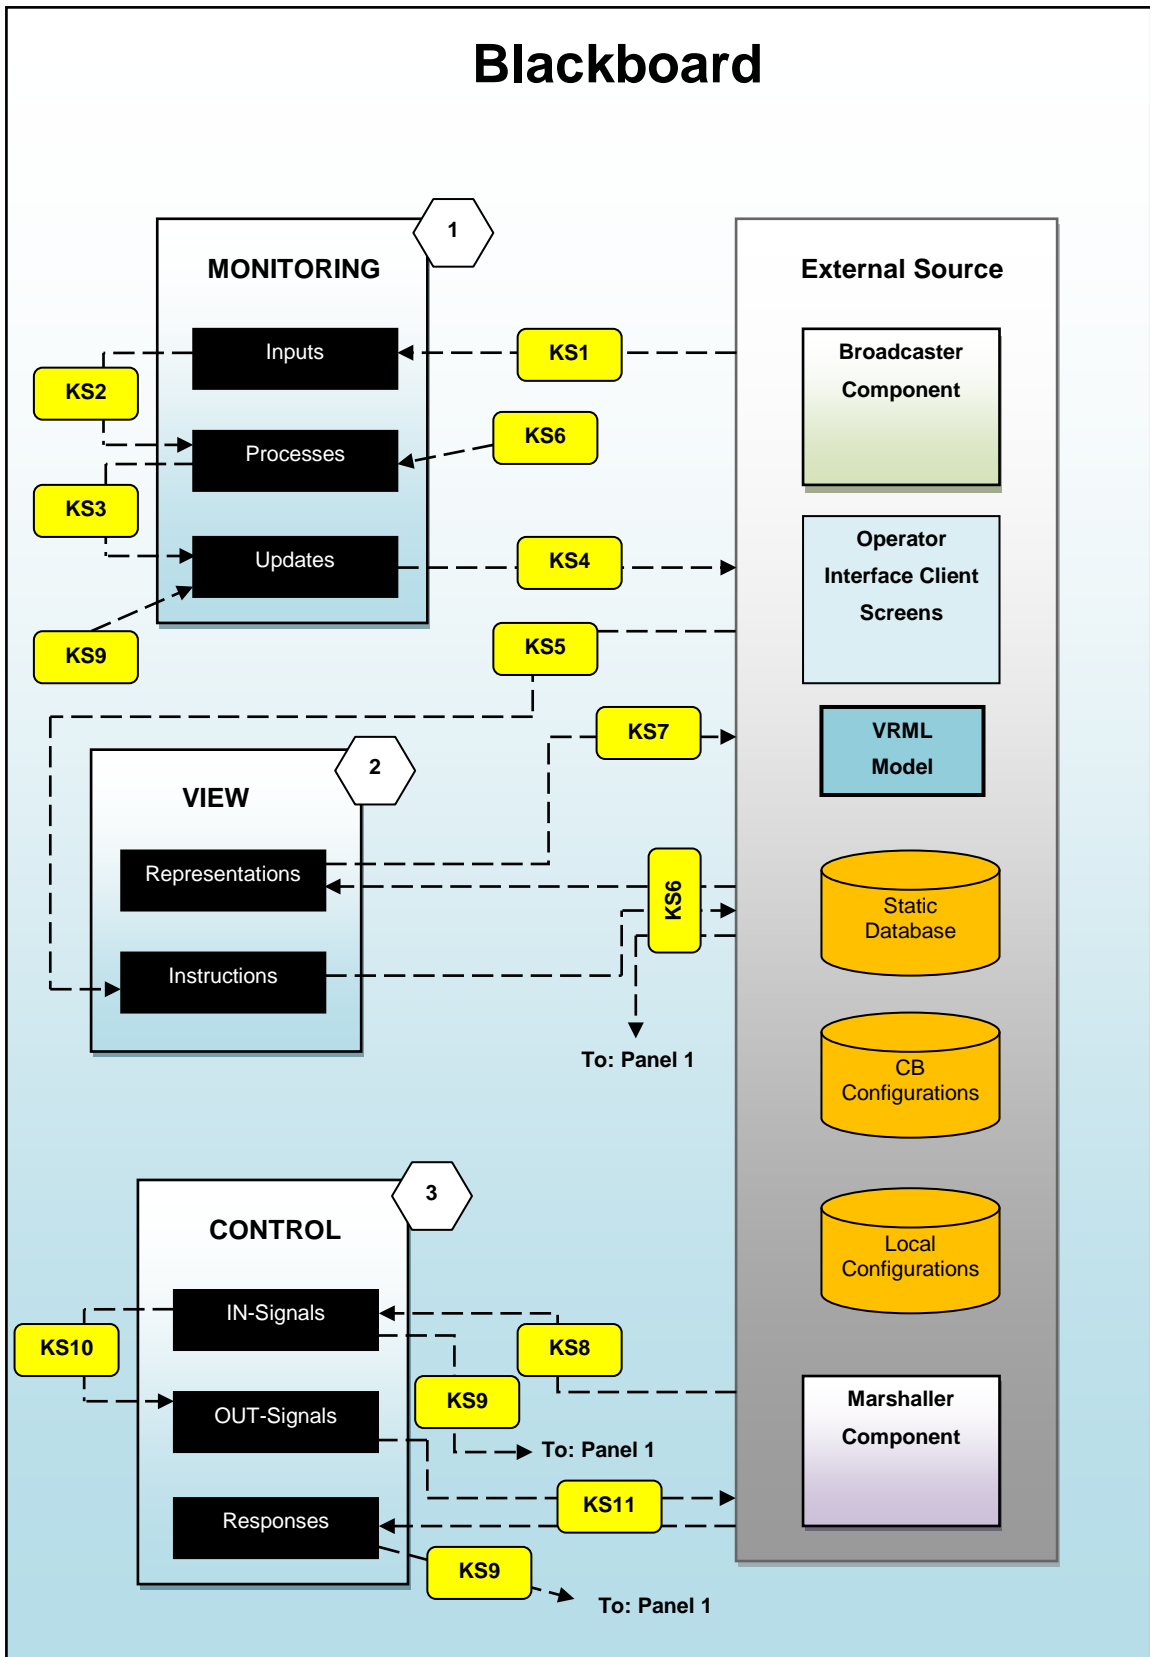 Blackboard
1
MONITORING
External Source
Inputs
KS1
Broadcaster
Component
KS2
KS6
Processes
KS3
Operator
Interface Client
Screens
Updates
KS4
KS9
KS5
KS7
VRML
Model
2
VIEW
Representations
KS6
Static
Database
Instructions
To: Panel 1
CB
Configurations
3
CONTROL
Local
Configurations
IN-Signals
KS10
KS8
KS9
OUT-Signals
Marshaller
Component
To: Panel 1
KS11
Responses
KS9
To: Panel 1